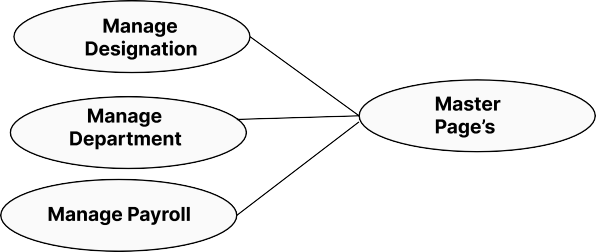 Manage
Designation
Manage
Department
Manage Payroll
Master
Page’s